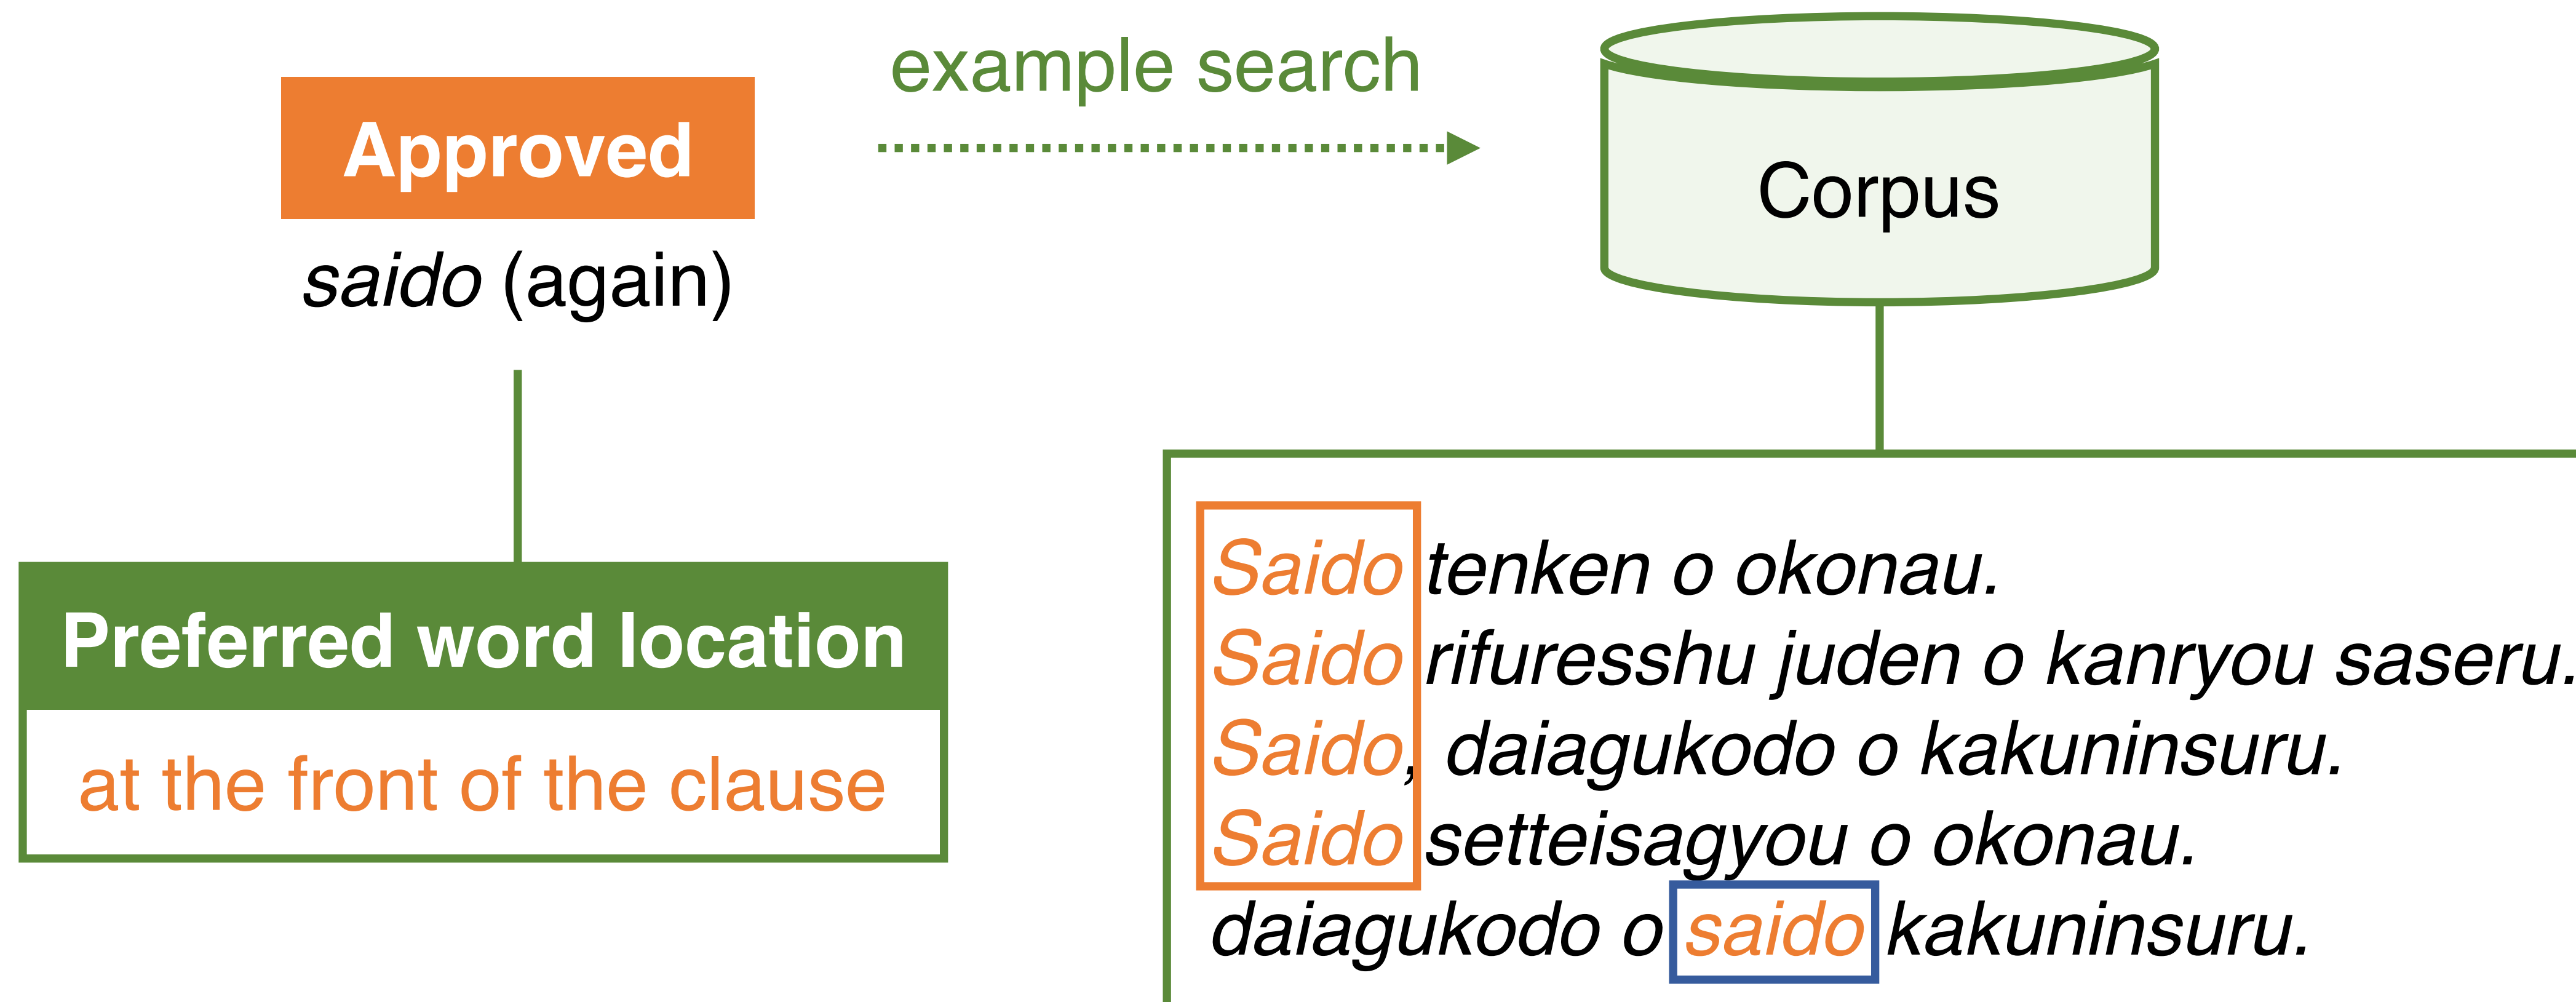 Approved
saido (again)
example search
Corpus
Preferred word location
at the front of the clause
Saido tenken o okonau.
Saido rifuresshu juden o kanryou saseru.
Saido, daiagukodo o kakuninsuru.
Saido setteisagyou o okonau.
daiagukodo o saido kakuninsuru.